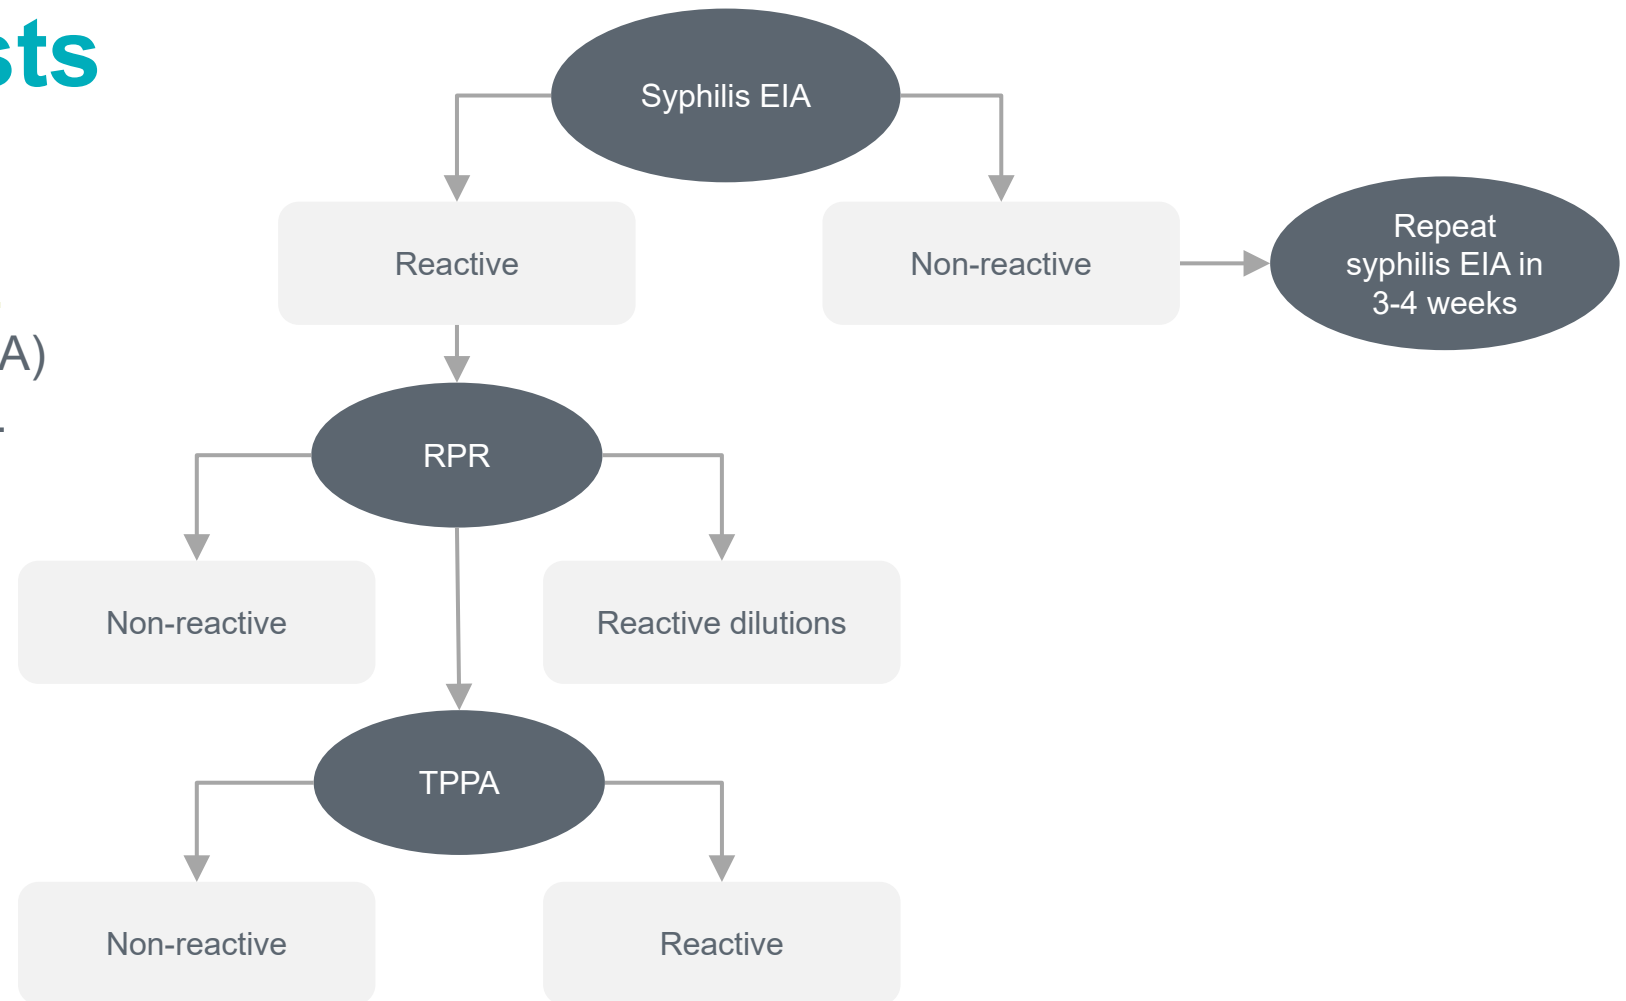 sts
A)
Syphilis EIA
Reactive
Non-reactive
Repeat
syphilis EIA in
3-4 weeks
RPR
Non-reactive
Reactive dilutions
TPPA
Non-reactive
Reactive